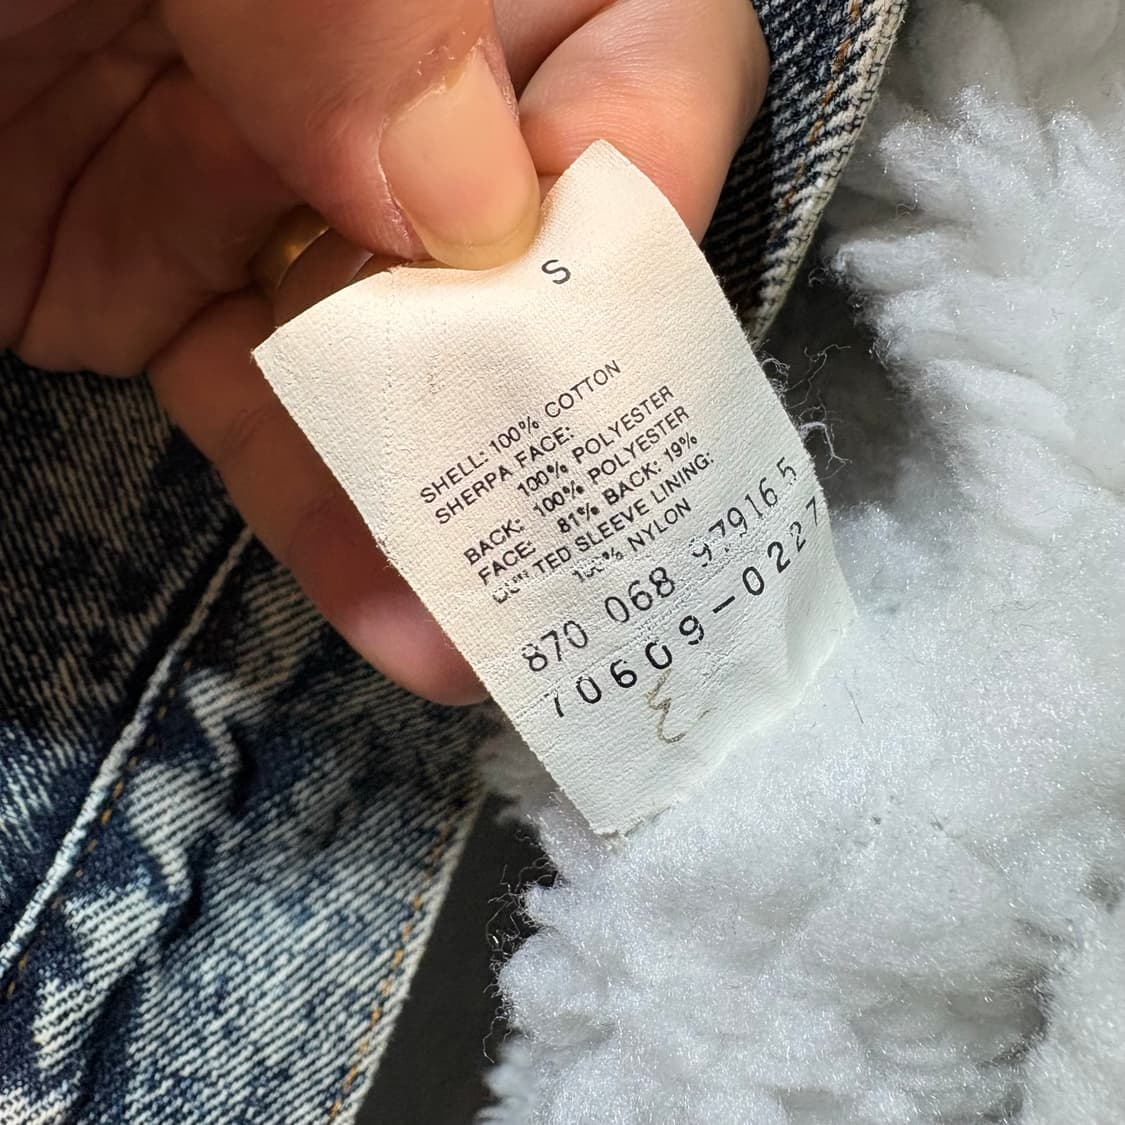 S
SHELL: 100% COTTON
SHERPA FACE:
100% POLYESTER
BACK: 100% POLYESTER
FACE: 81% BACK: 19%
SLEEVE LINING:
100% NYLON
870 068 979165
70609-0227